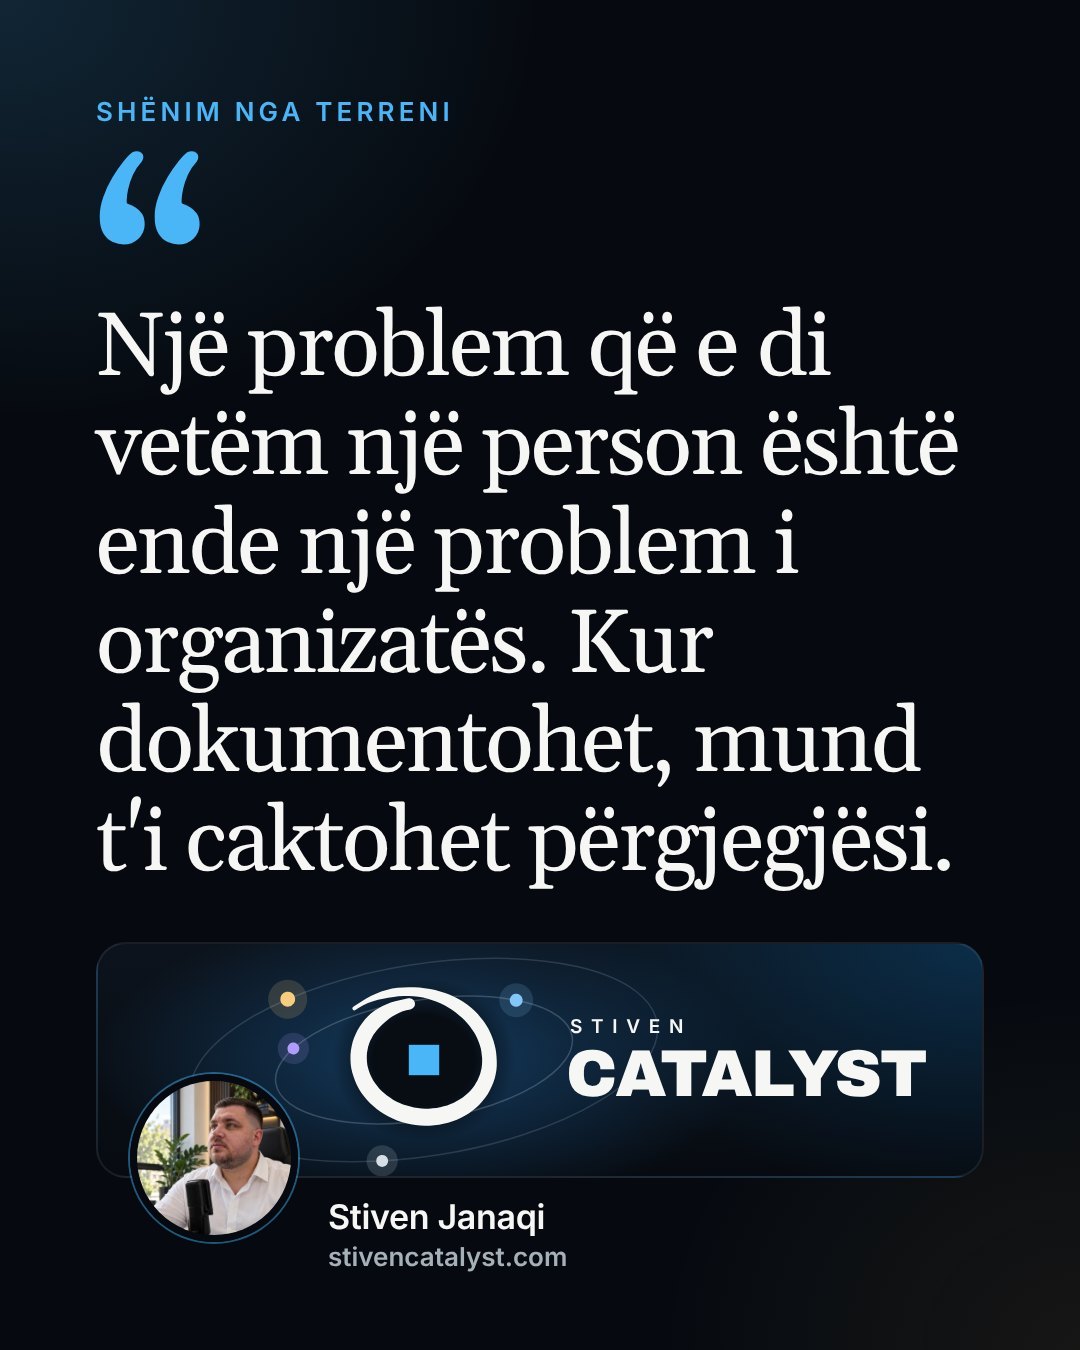 SHËNIM NGA TERRENI
“
Një problem që e di
vetëm një person është
ende një problem i
organizatës. Kur
dokumentohet, mund
t'i caktohet përgjegjësi.
STIVEN
CATALYST
Stiven Janaqi
stivencatalyst.com